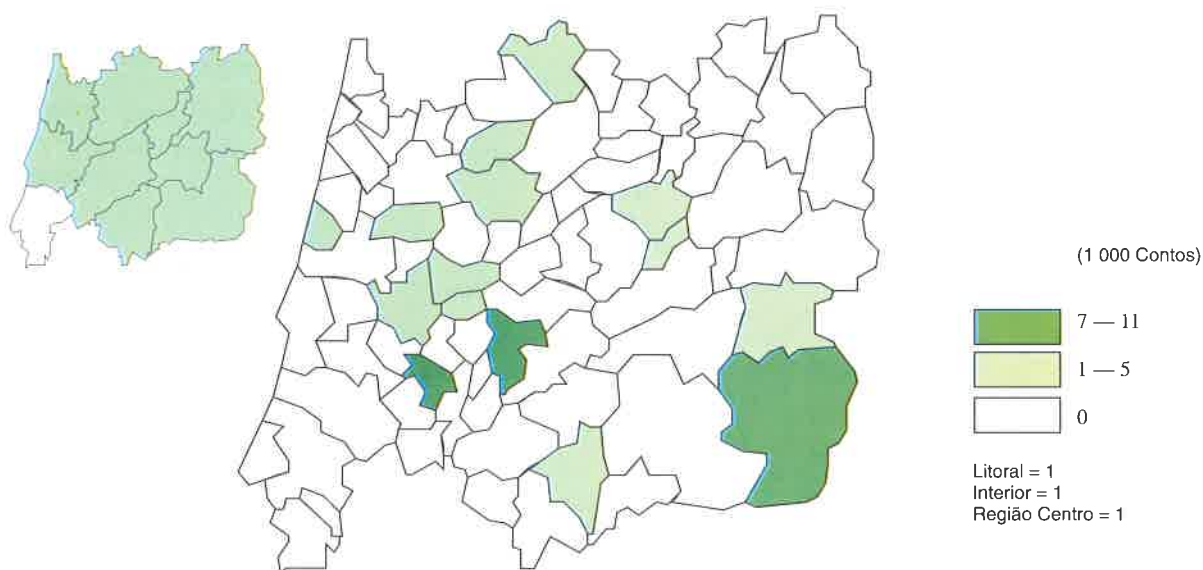 (1 000 Contos)
7 — 11
1 — 5
0
Litoral = 1
Interior = 1
Região Centro = 1